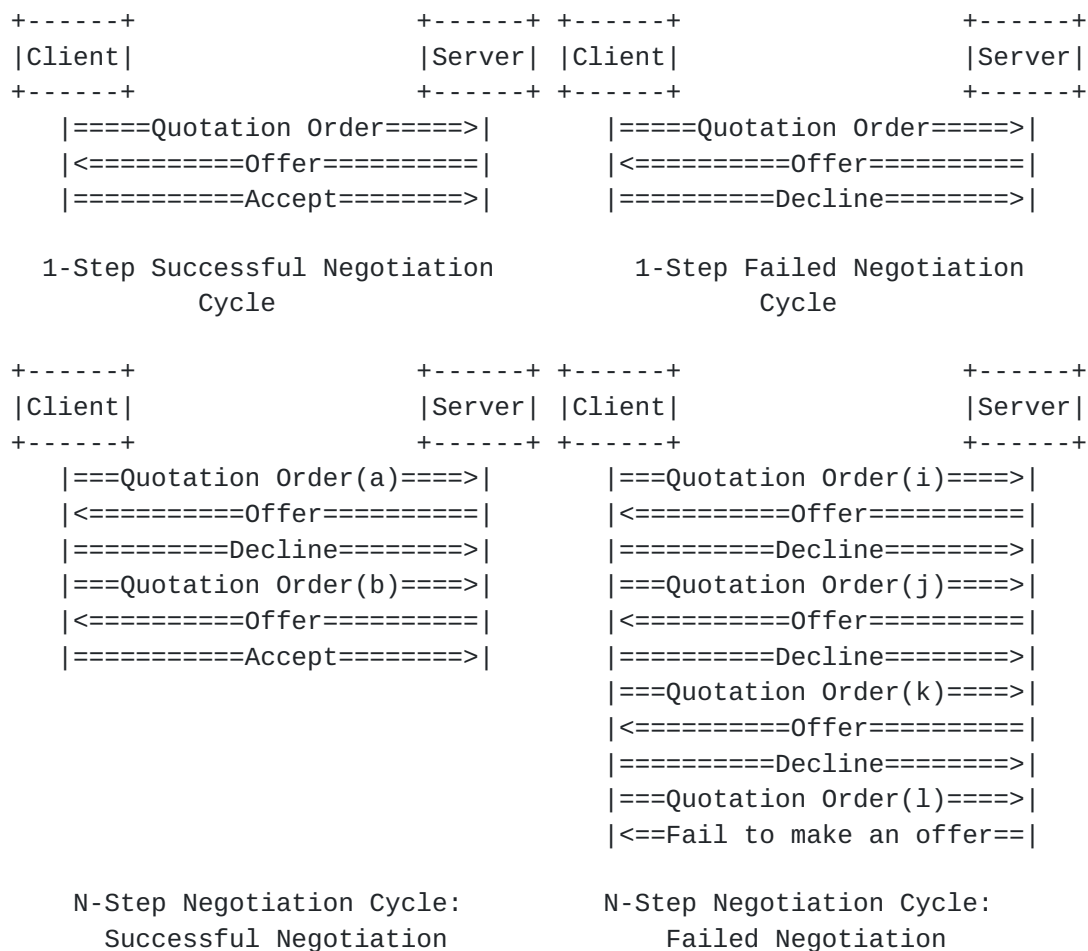 +------+                  +------+ +------+                  +------+
|Client|                  |Server| |Client|                  |Server|
+------+                  +------+ +------+                  +------+
   |=====Quotation Order=====>|       |=====Quotation Order=====>|
   |<==========Offer==========|       |<==========Offer==========|
   |===========Accept========>|       |==========Decline========>|

  1-Step Successful Negotiation         1-Step Failed Negotiation
            Cycle                               Cycle

+------+                  +------+ +------+                  +------+
|Client|                  |Server| |Client|                  |Server|
+------+                  +------+ +------+                  +------+
   |===Quotation Order(a)====>|       |===Quotation Order(i)====>|
   |<==========Offer==========|       |<==========Offer==========|
   |==========Decline========>|       |==========Decline========>|
   |===Quotation Order(b)====>|       |===Quotation Order(j)====>|
   |<==========Offer==========|       |<==========Offer==========|
   |===========Accept========>|       |==========Decline========>|
                                      |===Quotation Order(k)====>|
                                      |<==========Offer==========|
                                      |==========Decline========>|
                                      |===Quotation Order(l)====>|
                                      |<==Fail to make an offer==|

    N-Step Negotiation Cycle:         N-Step Negotiation Cycle:
      Successful Negotiation              Failed Negotiation